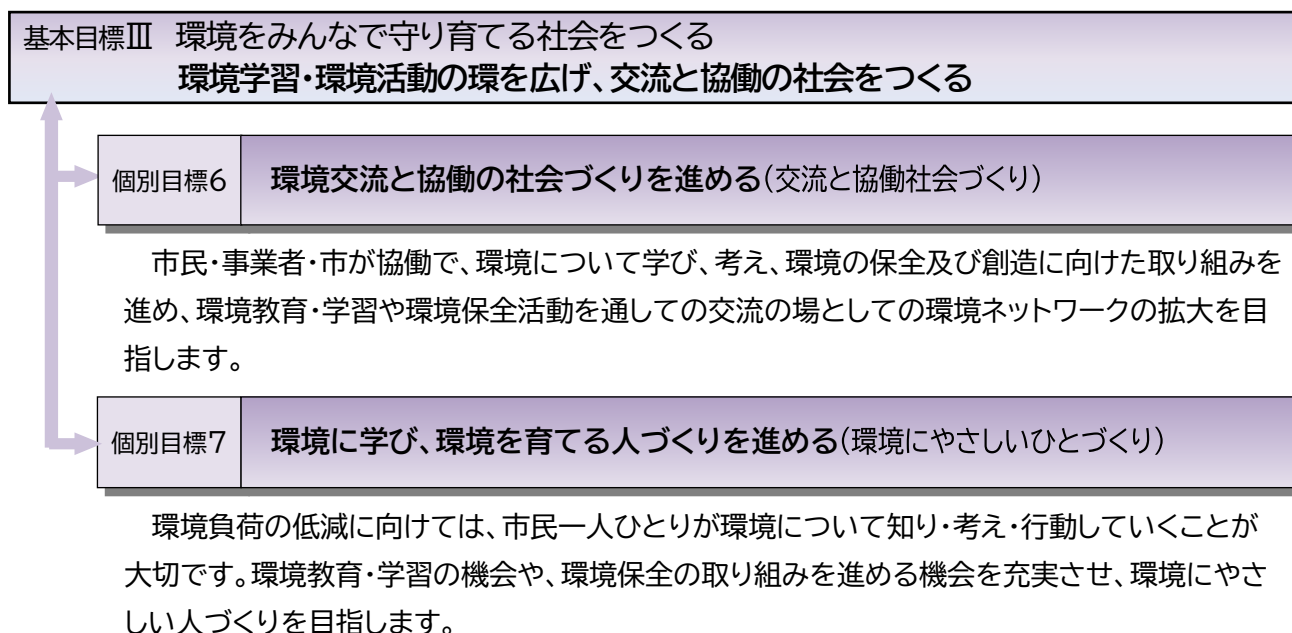 基本目標Ⅲ　環境をみんなで守り育てる社会をつくる
環境学習・環境活動の環を広げ、交流と協働の社会をつくる
個別目標6　環境交流と協働の社会づくりを進める(交流と協働社会づくり)
市民・事業者・市が協働で、環境について学び、考え、環境の保全及び創造に向けた取り組みを
進め、環境教育・学習や環境保全活動を通しての交流の場としての環境ネットワークの拡大を目
指します。
個別目標7　環境に学び、環境を育てる人づくりを進める(環境にやさしいひとづくり)
環境負荷の低減に向けては、市民一人ひとりが環境について知り・考え・行動していくことが
大切です。環境教育・学習の機会や、環境保全の取り組みを進める機会を充実させ、環境にやさ
しい人づくりを目指します。